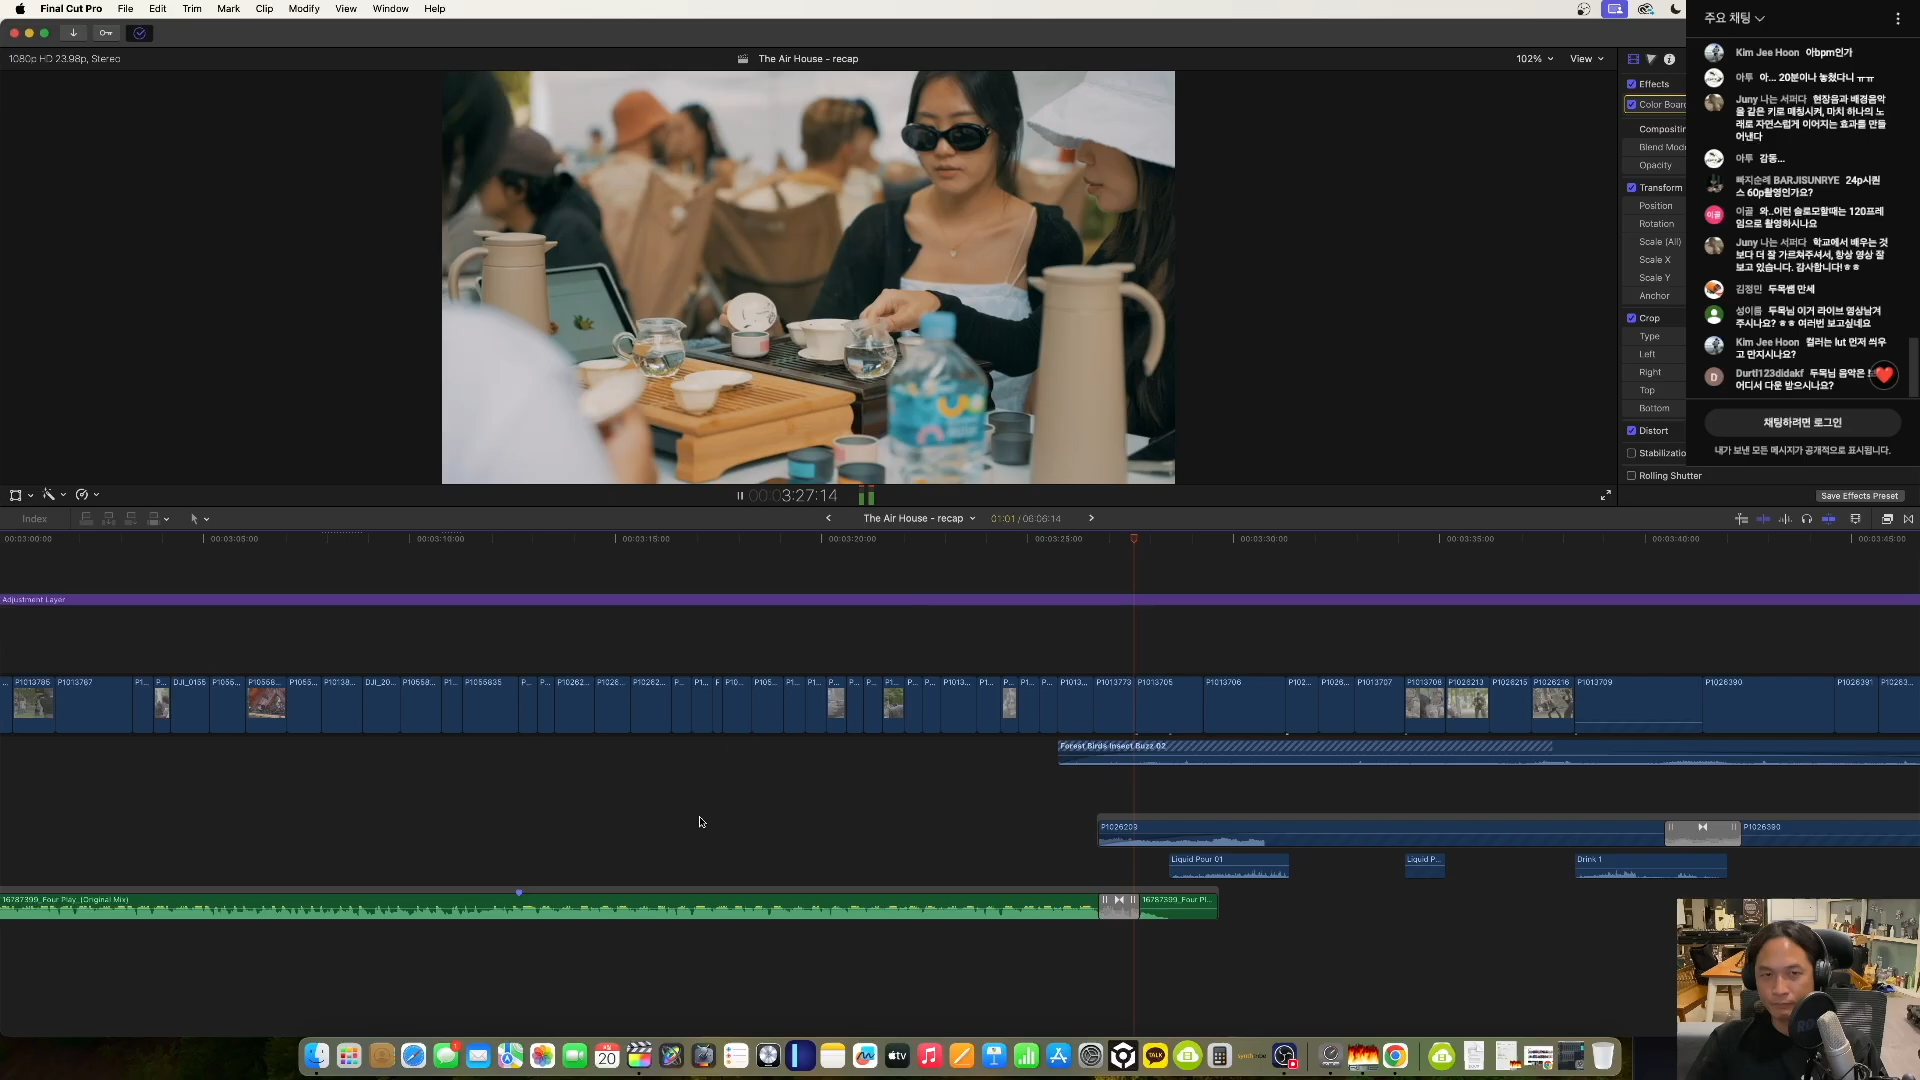 Final Cut Pro File Edit Trim Mark Clip Modify View Window Help
주요 채팅
1080p HD 23.98p, Stereo
The Air House - recap
102% View
Kim Jee Hoon 아bpm인가
아투 아... 20분이나 놓쳤다니 ㅠㅠ
Juny 나는 서퍼다 현장음과 배경음악
을 같은 키로 매칭시켜, 마치 하나의 노
래로 자연스럽게 이어지는 효과를 만들
어낸다
아투 감동...
빠지순례 BARJISUNRYE 24p시퀀
스 60p촬영인가요?
이골 와..이런 슬로모할때는 120프레
임으로 촬영하시나요
Juny 나는 서퍼다 학교에서 배우는 것
보다 더 잘 가르쳐주셔서, 항상 영상 잘
보고 있습니다. 감사합니다!ㅎㅎ
김정민 두목쌤 만세
성이름 두목님 이거 라이브 영상남겨
주시나요? ㅎㅎ 여러번 보고싶네요
Kim Jee Hoon 컬러는 lut 먼저 씌우
고 만지시나요?
Durtl123didakf 두목님 음악은
어디서 다운 받으시나요?
채팅하려면 로그인
내가 보낸 모든 메시지가 공개적으로 표시됩니다.
Effects
Color Board
Compositin
Blend Mode
Opacity
Transform
Position
Rotation
Scale (All)
Scale X
Scale Y
Anchor
Crop
Type
Left
Right
Top
Bottom
Distort
Stabilizatio
Rolling Shutter
Save Effects Preset
00:03:27:14
Index
The Air House - recap
01:01 / 06:06:14
00:03:00:00 00:03:05:00 00:03:10:00 00:03:15:00 00:03:20:00 00:03:25:00 00:03:30:00 00:03:35:00 00:03:40:00 00:03:45:00
Adjustment Layer
P1013785 P1013767 P1... P... DJI_0155 P1055... P10558... P1055... P10138... DJI_20... P10558... P1... P1055835 P... P... P10262... P1026... P10262... P... P1... P P10... P105... P1... P1... P... P... P... P... P... P... P1013... P1... P... P... P... P1013... P1013773 P1013705 P1013706 P102... P1026... P1013707 P1013708 P1026213 P1026215 P1026216 P1013709 P1026390 P1026391 P10263...
Forest Birds Insect Buzz 02
P1026209 P1026390
Liquid Pour 01 Liquid P... Drink 1
16787399_Four Play_(Original Mix) 16787399_Four Pl...
20
TALK